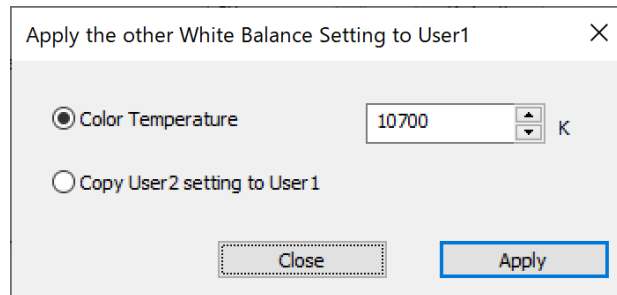 Apply the other White Balance Setting to User1
Color Temperature 10700 K
Copy User2 setting to User1
Close Apply